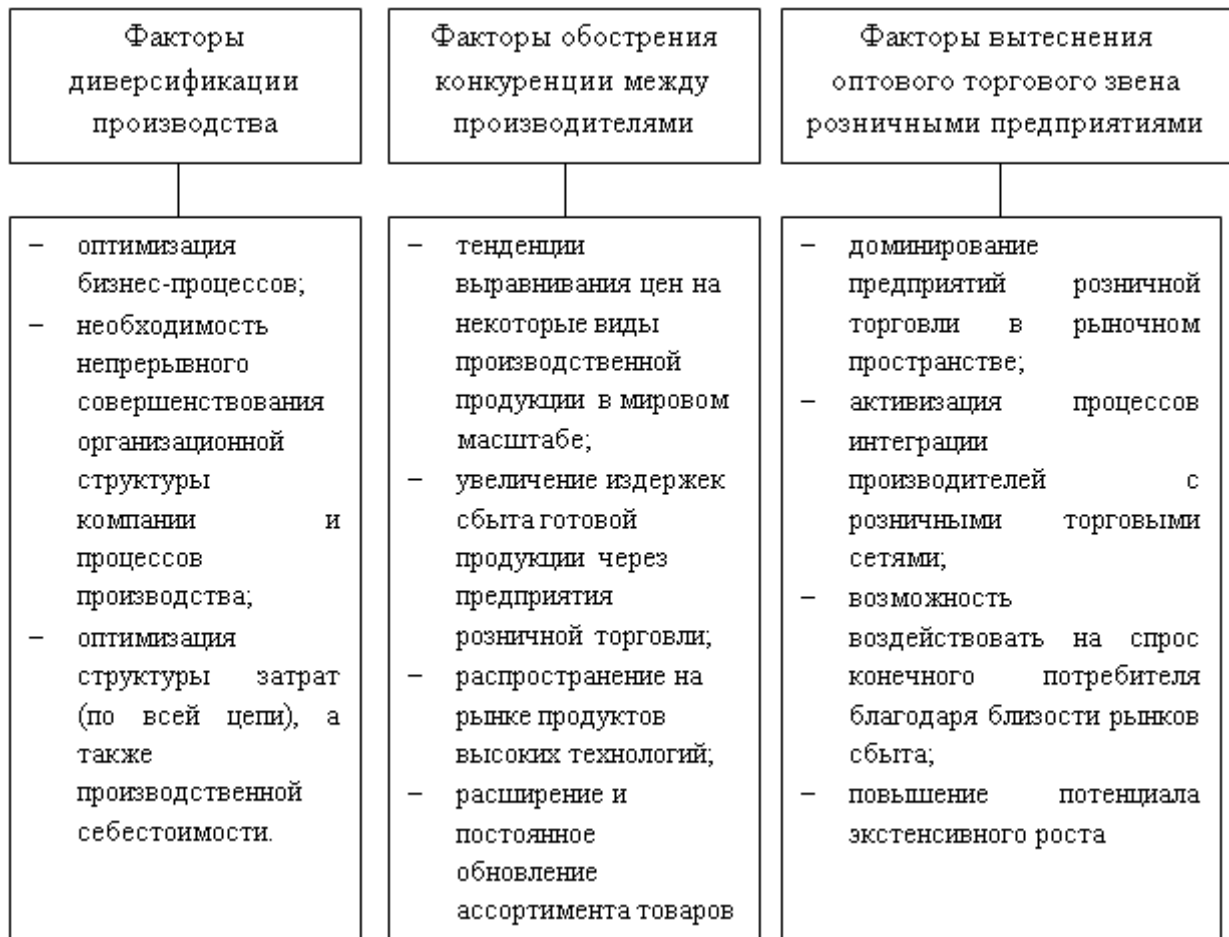 Факторы
диверсификации
производства
Факторы обострения
конкуренции между
производителями
Факторы вытеснения
оптового торгового звена
розничными предприятиями
– оптимизация
бизнес-процессов;
– необходимость
непрерывного
совершенствования
организационной
структуры
компании и
процессов
производства;
– оптимизация
структуры затрат
(по всей цепи), а
также
производственной
себестоимости.
– тенденции
выравнивания цен на
некоторые виды
производственной
продукции в мировом
масштабе;
– увеличение издержек
сбыта готовой
продукции через
предприятия
розничной торговли;
– распространение на
рынке продуктов
высоких технологий;
– расширение и
постоянное
обновление
ассортимента товаров
– доминирование
предприятий розничной
торговли в рыночном
пространстве;
– активизация процессов
интеграции
производителей с
розничными торговыми
сетями;
– возможность
воздействовать на спрос
конечного потребителя
благодаря близости рынков
сбыта;
– повышение потенциала
экстенсивного роста